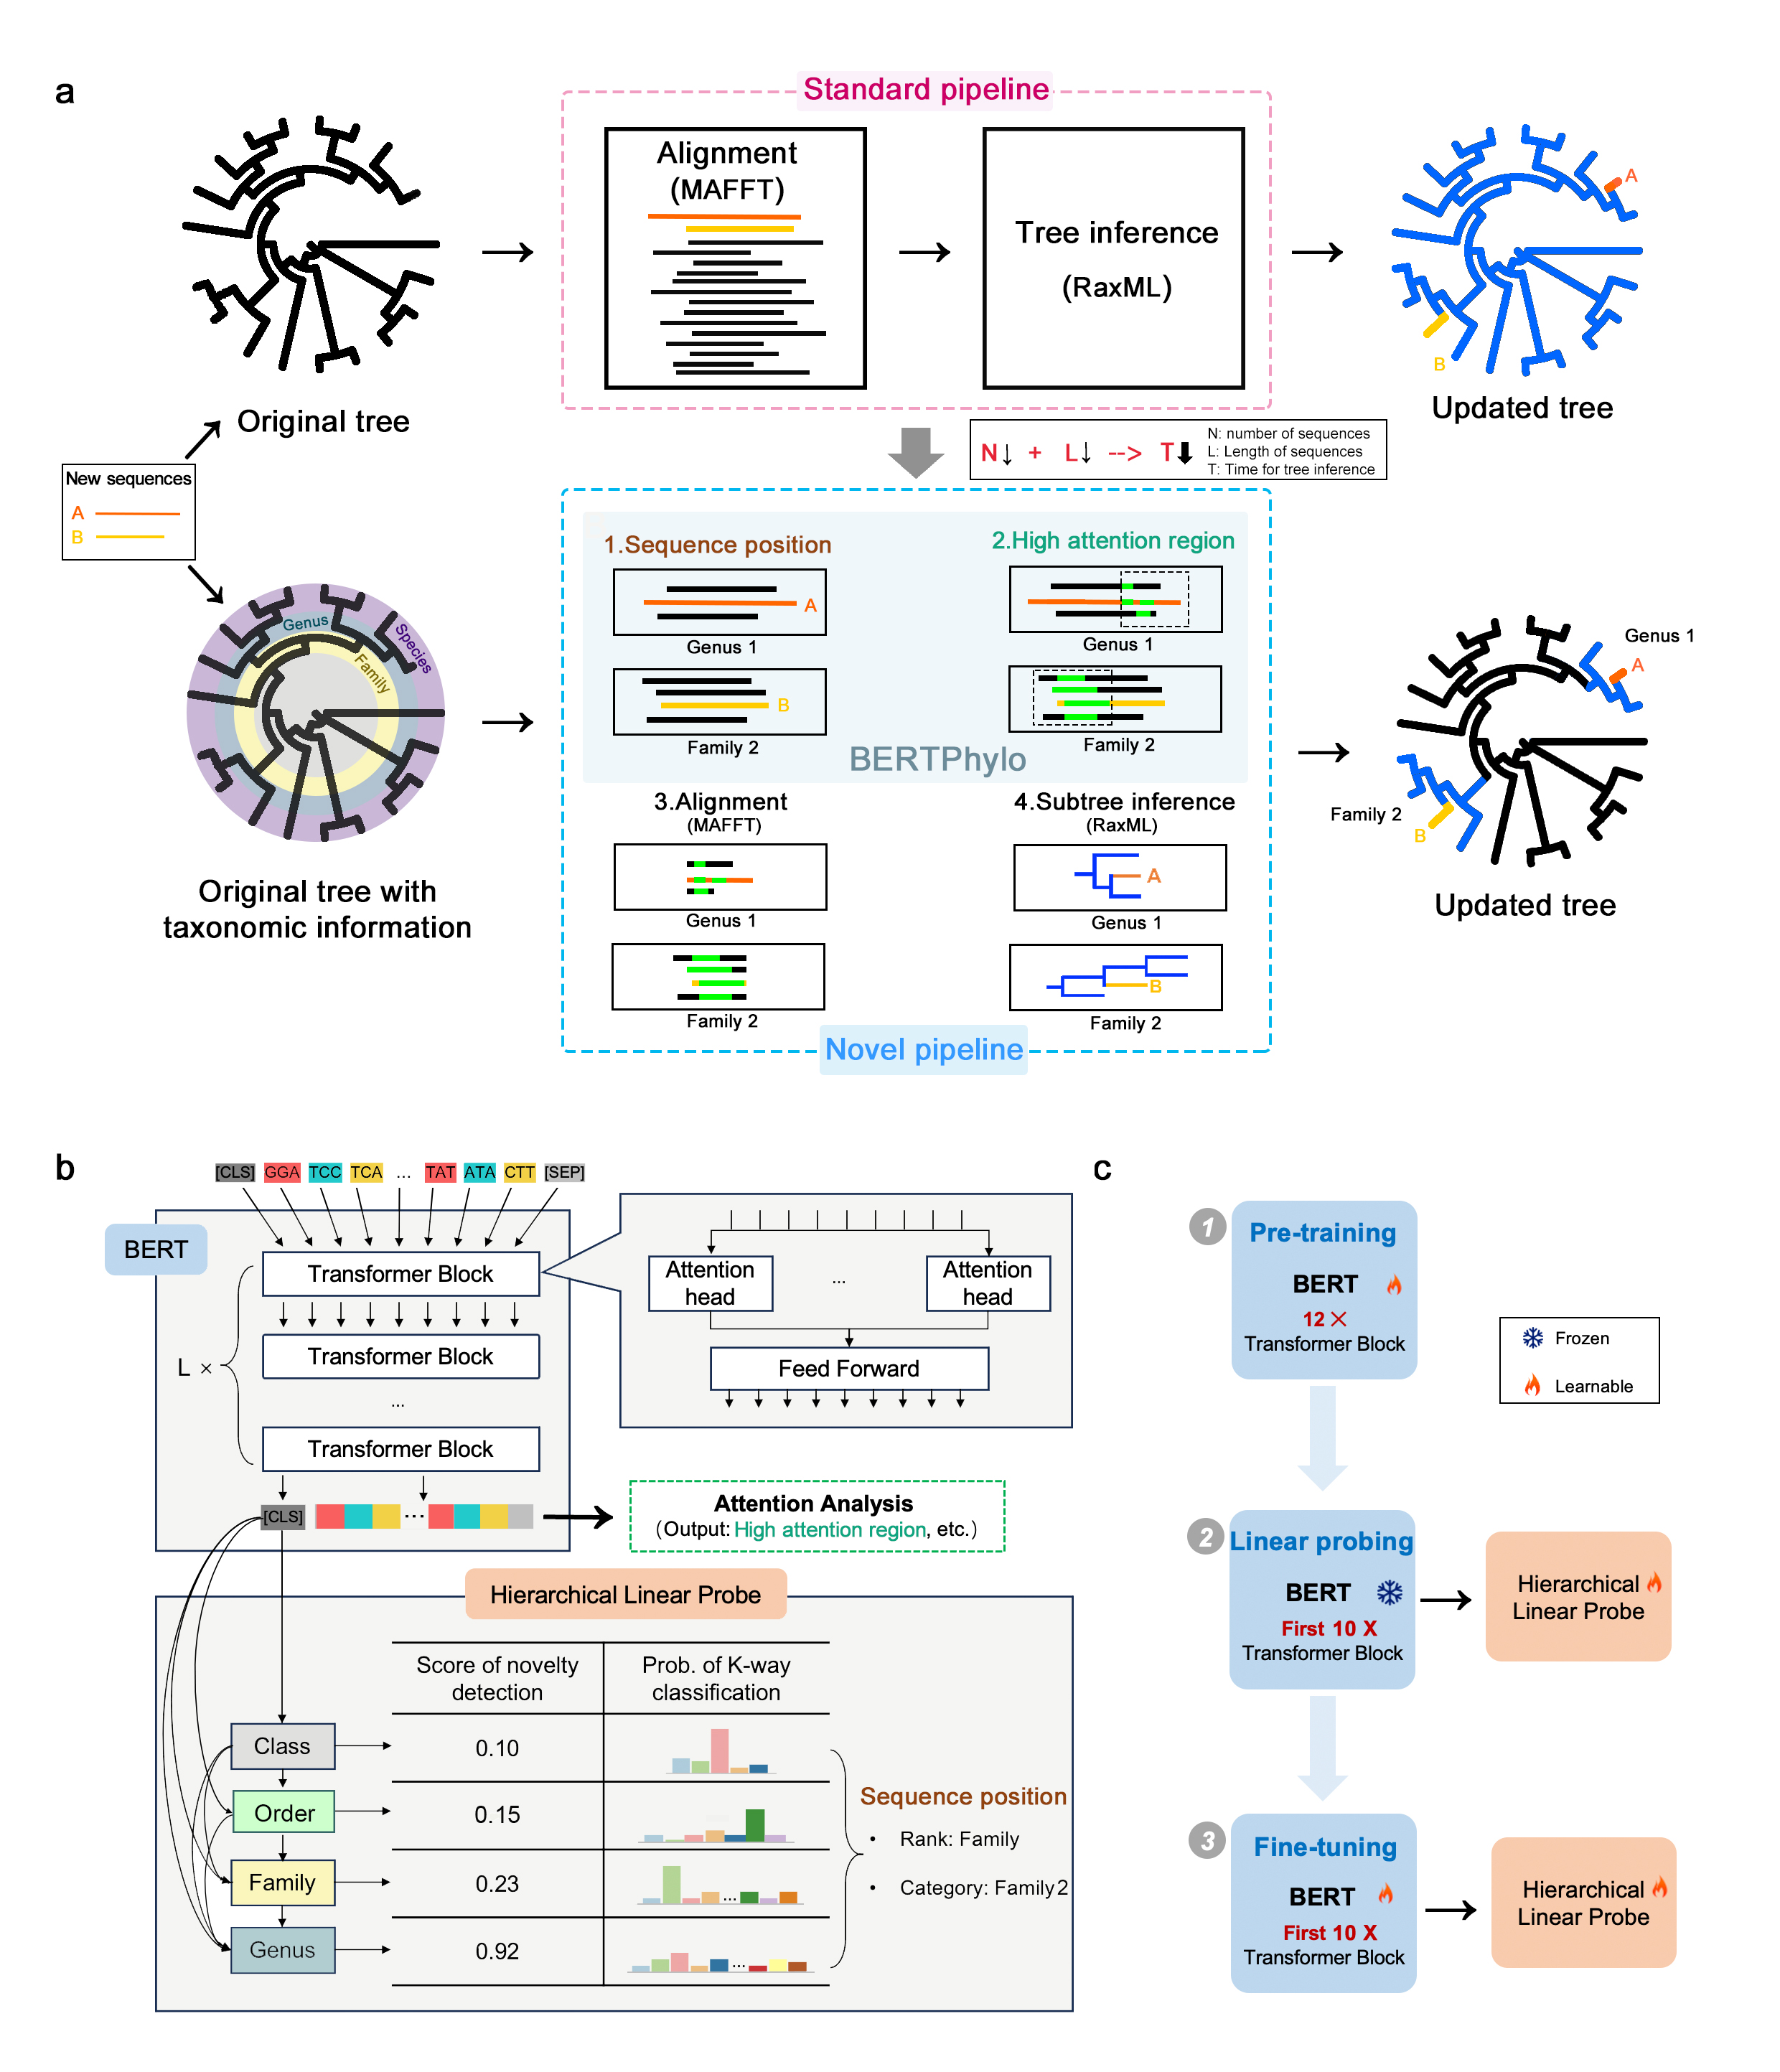 a
Standard pipeline
Alignment
(MAFFT)
Tree inference
(RaxML)
A
B
Original tree
Updated tree
N↓ + L↓ --> T⬇
N: number of sequences
L: Length of sequences
T: Time for tree inference
New sequences
A
B
Genus
Species
Family
Original tree with
taxonomic information
1.Sequence position
A
Genus 1
B
Family 2
2.High attention region
Genus 1
Family 2
BERTPhylo
3.Alignment
(MAFFT)
Genus 1
Family 2
4.Subtree inference
(RaxML)
A
Genus 1
B
Family 2
Novel pipeline
Genus 1
A
Family 2
B
Updated tree
b
[CLS] GGA TCC TCA ... TAT ATA CTT [SEP]
BERT
Transformer Block
Transformer Block
...
Transformer Block
L ×
Attention
head
...
Attention
head
Feed Forward
[CLS] ...
Attention Analysis
(Output: High attention region, etc.)
Hierarchical Linear Probe
Score of novelty
detection
Prob. of K-way
classification
Class
0.10
Order
0.15
Family
0.23
...
Genus
0.92
...
Sequence position
• Rank: Family
• Category: Family2
c
1
Pre-training
BERT
12 ×
Transformer Block
Frozen
Learnable
2
Linear probing
BERT
First 10 X
Transformer Block
Hierarchical
Linear Probe
3
Fine-tuning
BERT
First 10 X
Transformer Block
Hierarchical
Linear Probe